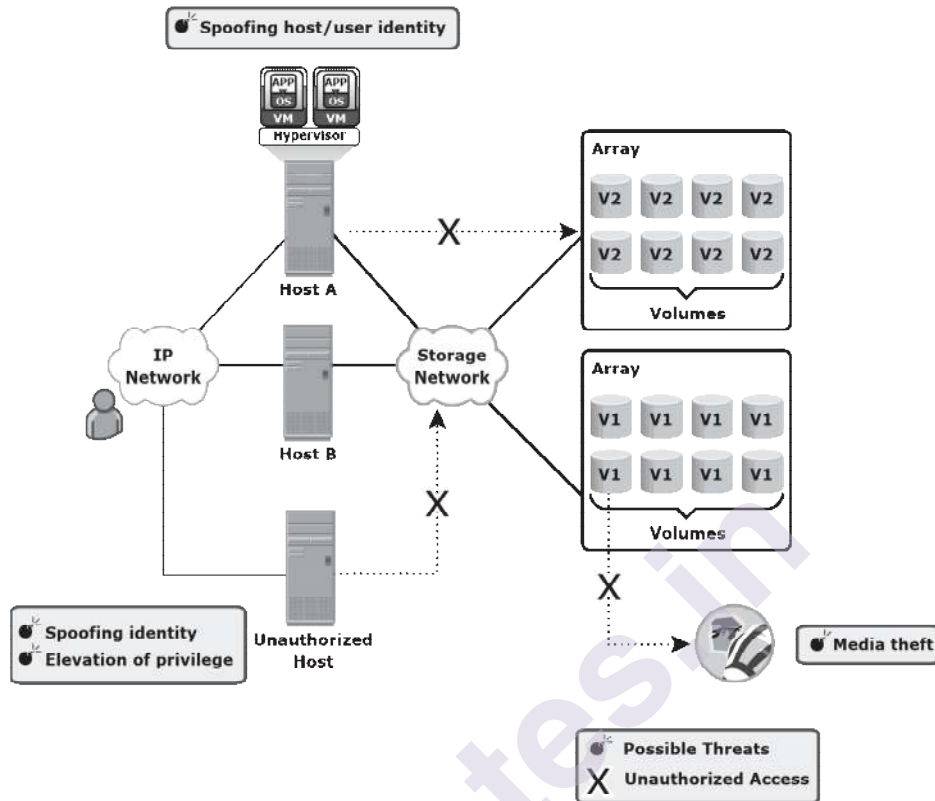 Spoofing host/user identity
APP APP
OS OS
VM VM
Hypervisor
Array
V2 V2 V2 V2
X
V2 V2 V2 V2
Host A
Volumes
IP
Network
Storage
Network
Array
V1 V1 V1 V1
Host B
V1 V1 V1 V1
X
Volumes
X
Spoofing identity
Elevation of privilege
Unauthorized
Host
Media theft
Possible Threats
X Unauthorized Access
tes.in